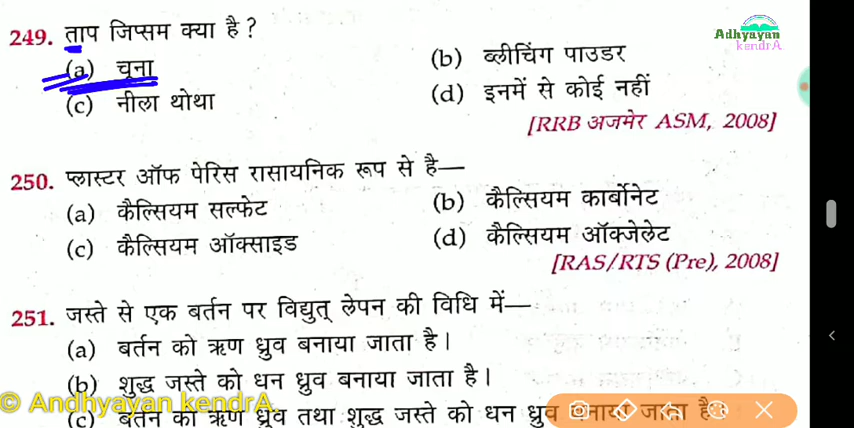 Adhyayan
kendrA
249. ताप जिप्सम क्या है ?
(a) चूना (b) ब्लीचिंग पाउडर
(c) नीला थोथा (d) इनमें से कोई नहीं
[RRB अजमेर ASM, 2008]
250. प्लास्टर ऑफ पेरिस रासायनिक रूप से है—
(a) कैल्सियम सल्फेट (b) कैल्सियम कार्बोनेट
(c) कैल्सियम ऑक्साइड (d) कैल्सियम ऑक्जेलेट
[RAS/RTS (Pre), 2008]
251. जस्ते से एक बर्तन पर विद्युत् लेपन की विधि में—
(a) बर्तन को ऋण ध्रुव बनाया जाता है।
(b) शुद्ध जस्ते को धन ध्रुव बनाया जाता है।
© Andhyayan kendrA.
(c) बर्तन को ऋण ध्रुव तथा शुद्ध जस्ते को धन ध्रुव बनाया जाता है